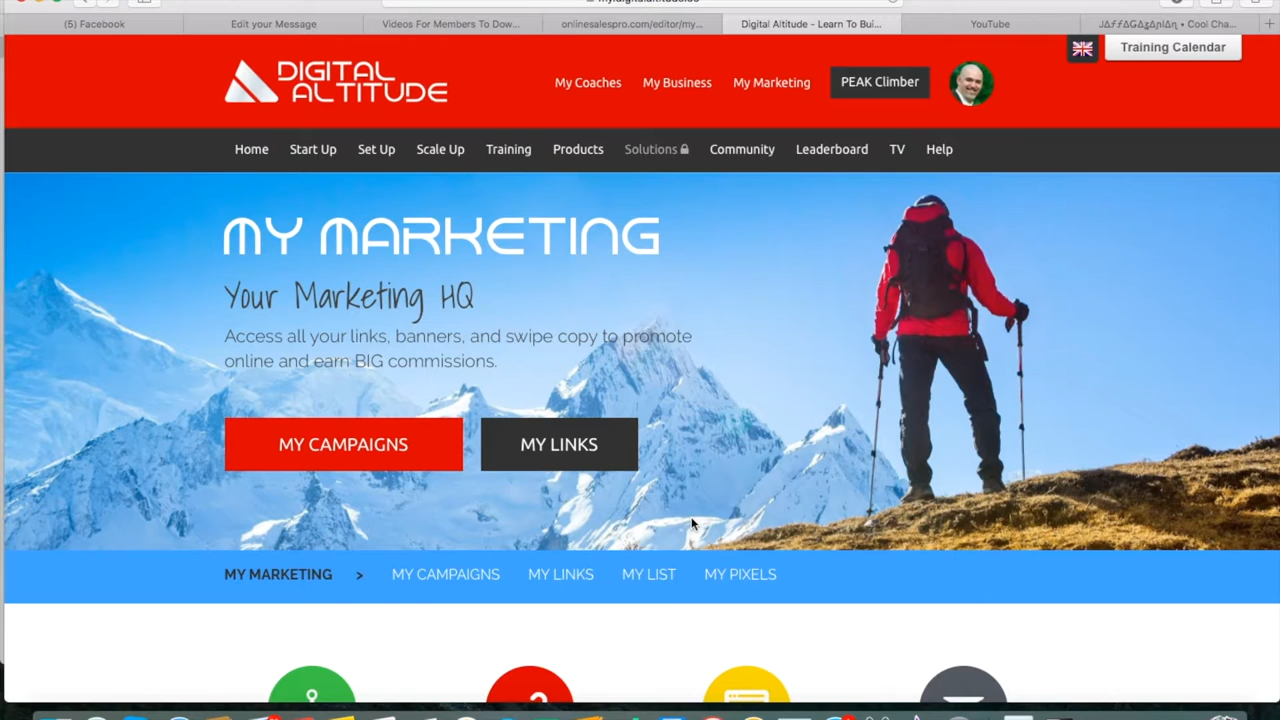 (5) Facebook
Edit your Message
Videos For Members To Dow...
onlinesalespro.com/editor/my...
Digital Altitude - Learn To Bui...
YouTube
Training Calendar
DIGITAL
ALTITUDE
My Coaches
My Business
My Marketing
PEAK Climber
Home
Start Up
Set Up
Scale Up
Training
Products
Solutions
Community
Leaderboard
TV
Help
MY MARKETING
Your Marketing HQ
Access all your links, banners, and swipe copy to promote
online and earn BIG commissions.
MY CAMPAIGNS
MY LINKS
MY MARKETING >
MY CAMPAIGNS
MY LINKS
MY LIST
MY PIXELS